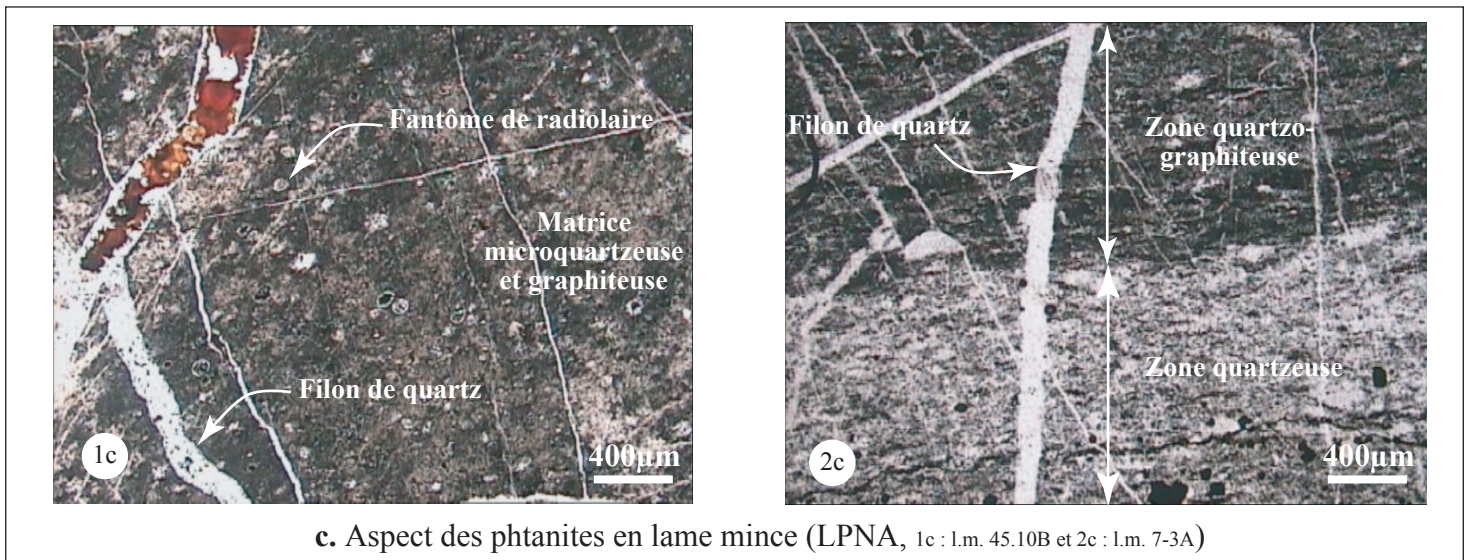 Fantôme de radiolaire
Matrice
microquartzeuse
et graphiteuse
Filon de quartz
1c
400µm
Filon de quartz
Zone quartzo-
graphiteuse
Zone quartzeuse
2c
400µm
c. Aspect des phtanites en lame mince (LPNA, 1c : l.m. 45.10B et 2c : l.m. 7-3A)